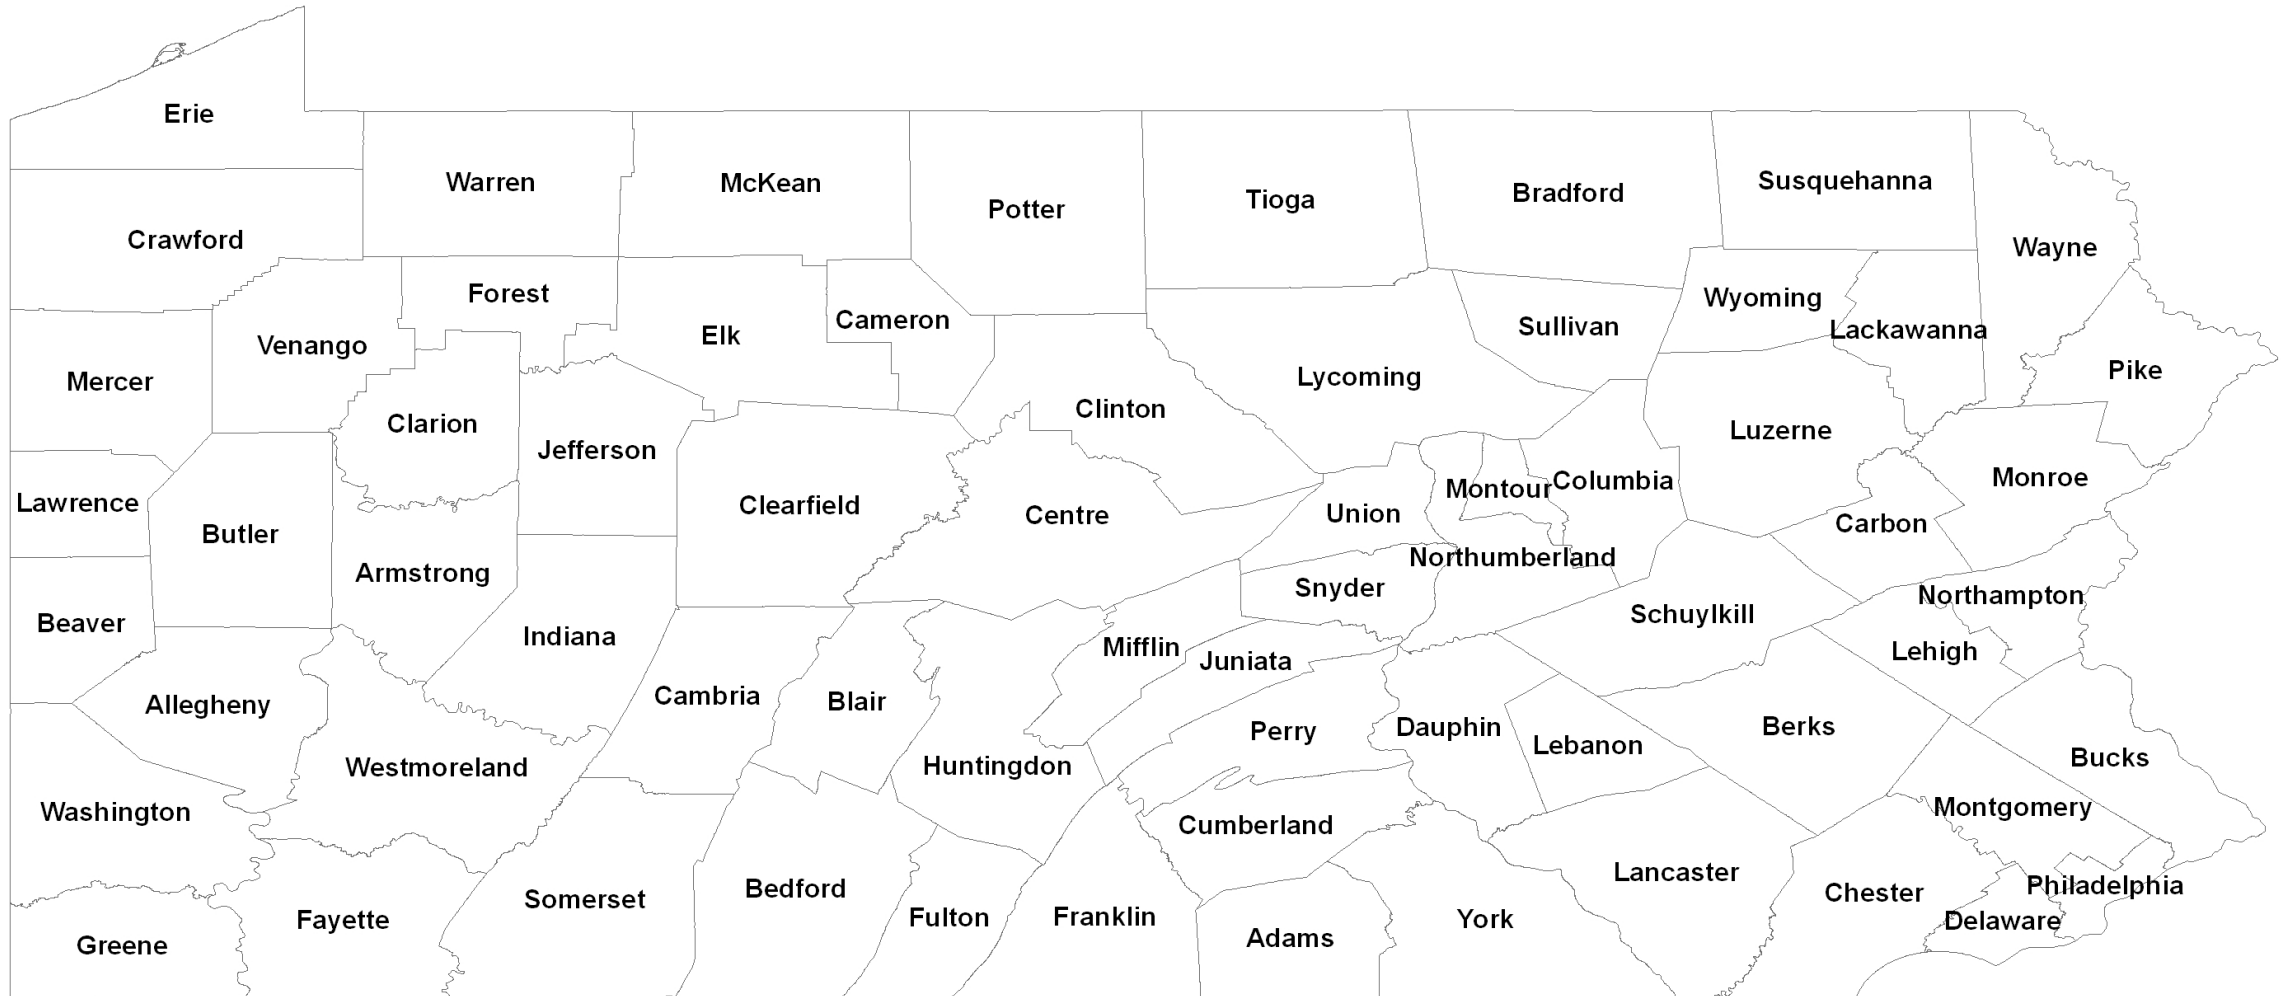 Erie
Warren
McKean
Susquehanna
Bradford
Tioga
Potter
Crawford
Wayne
Forest
Wyoming
Cameron
Sullivan
Lackawanna
Elk
Venango
Pike
Lycoming
Mercer
Clinton
Clarion
Luzerne
Jefferson
Monroe
Columbia
Montour
Lawrence
Clearfield
Union
Centre
Carbon
Butler
Northumberland
Armstrong
Snyder
Northampton
Schuylkill
Beaver
Indiana
Mifflin
Lehigh
Juniata
Cambria
Blair
Allegheny
Berks
Dauphin
Perry
Lebanon
Bucks
Huntingdon
Westmoreland
Montgomery
Washington
Cumberland
Lancaster
Philadelphia
Bedford
Chester
Somerset
Franklin
Fulton
York
Fayette
Delaware
Adams
Greene